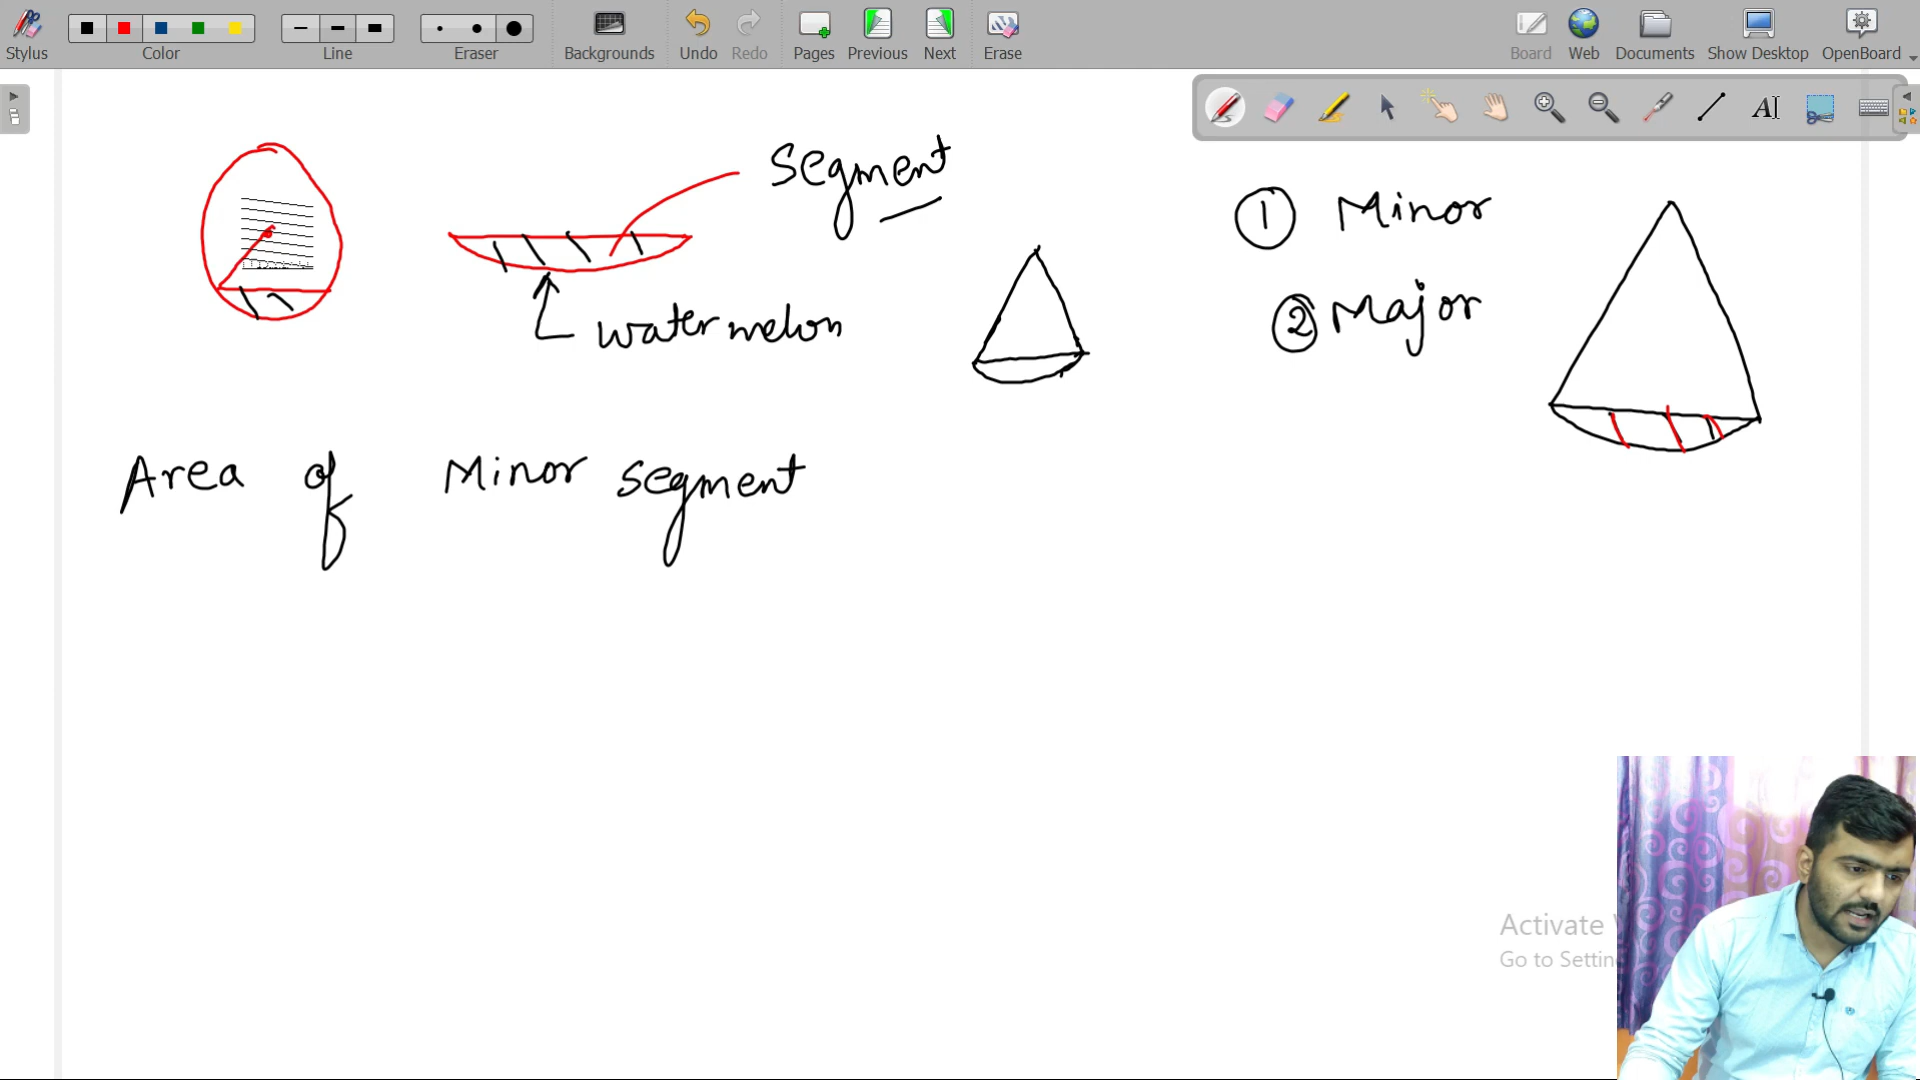 Stylus
Color
Line
Eraser
Backgrounds
Undo
Redo
Pages
Previous
Next
Erase
Board
Web
Documents
Show Desktop
OpenBoard
segment
watermelon
① Minor
② Major
Area of Minor segment
Activate
Go to Settin